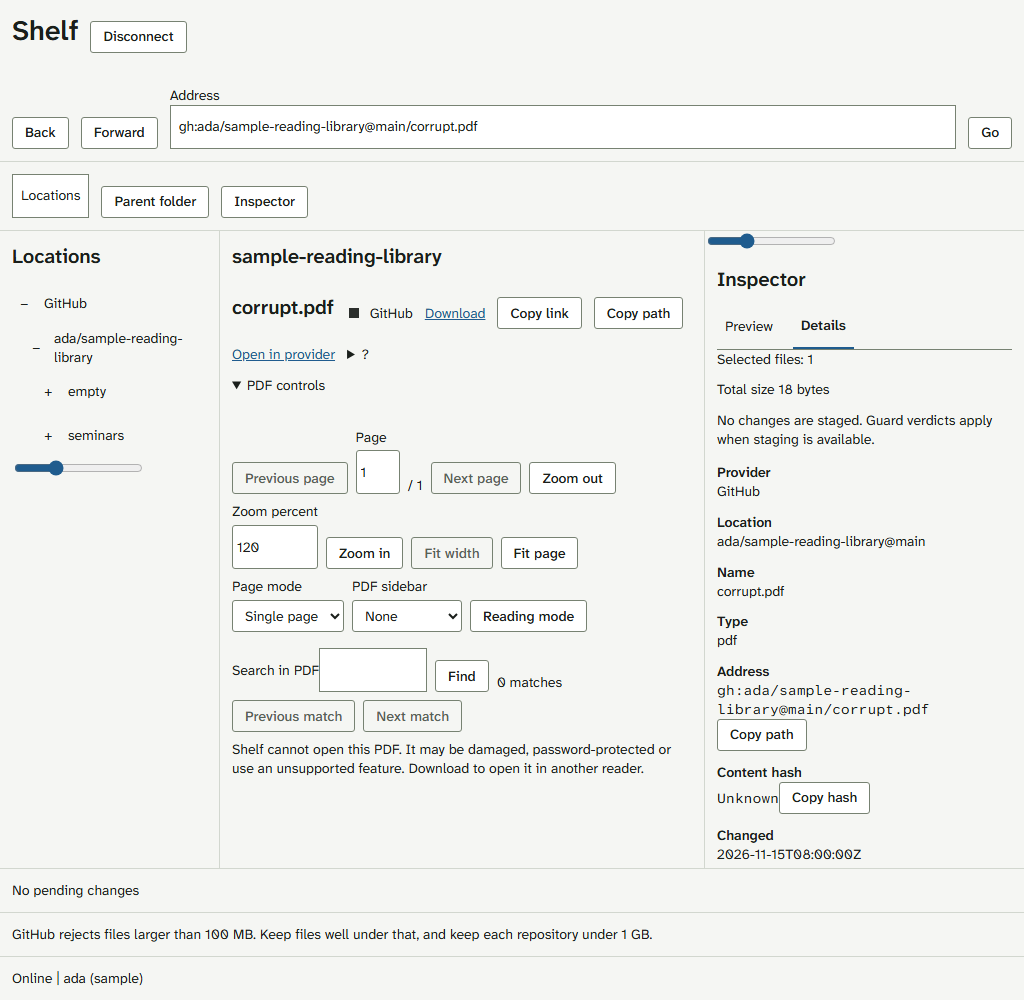 Shelf
Disconnect
Address
Back
Forward
gh:ada/sample-reading-library@main/corrupt.pdf
Go
Locations
Parent folder
Inspector
Locations
– GitHub
– ada/sample-reading-
library
+ empty
+ seminars
sample-reading-library
corrupt.pdf
GitHub
Download
Copy link
Copy path
Open in provider
?
PDF controls
Page
Previous page
1
/ 1
Next page
Zoom out
Zoom percent
120
Zoom in
Fit width
Fit page
Page mode
PDF sidebar
Single page
None
Reading mode
Search in PDF
Find
0 matches
Previous match
Next match
Shelf cannot open this PDF. It may be damaged, password-protected or
use an unsupported feature. Download to open it in another reader.
Inspector
Preview
Details
Selected files: 1
Total size 18 bytes
No changes are staged. Guard verdicts apply
when staging is available.
Provider
GitHub
Location
ada/sample-reading-library@main
Name
corrupt.pdf
Type
pdf
Address
gh:ada/sample-reading-
library@main/corrupt.pdf
Copy path
Content hash
Unknown
Copy hash
Changed
2026-11-15T08:00:00Z
No pending changes
GitHub rejects files larger than 100 MB. Keep files well under that, and keep each repository under 1 GB.
Online | ada (sample)